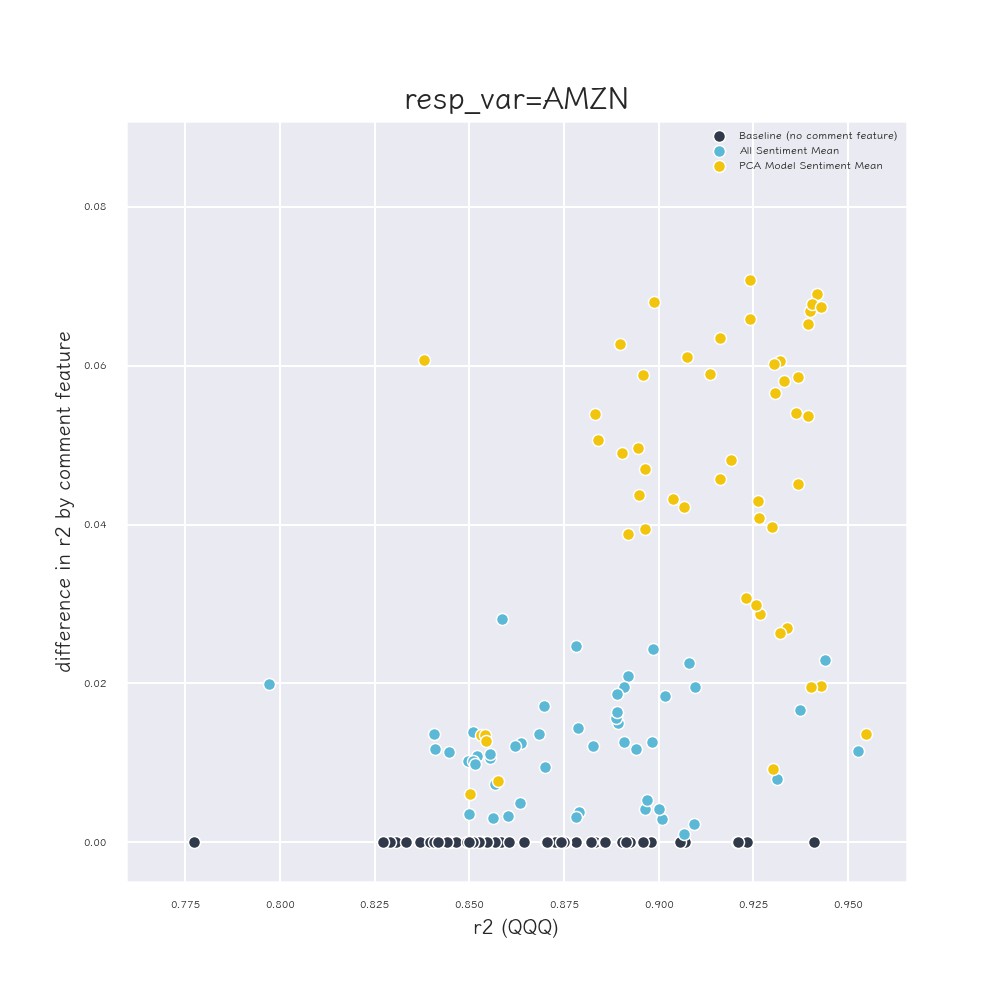 resp_var=AMZN
Baseline (no comment feature)
All Sentiment Mean
PCA Model Sentiment Mean
difference in r2 by comment feature
0.08
0.06
0.04
0.02
0.00
0.775 0.800 0.825 0.850 0.875 0.900 0.925 0.950
r2 (QQQ)